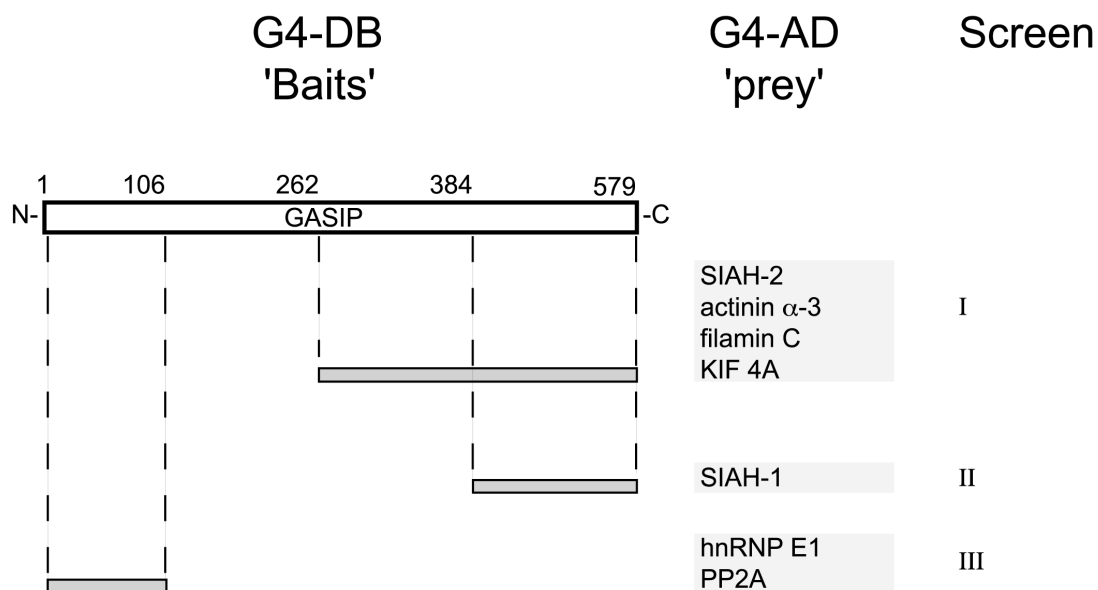 G4-DB G4-AD Screen
'Baits' 'prey'
1 106 262 384 579
N- GASIP -C
SIAH-2
actinin α-3 I
filamin C
KIF 4A
SIAH-1 II
hnRNP E1
PP2A III